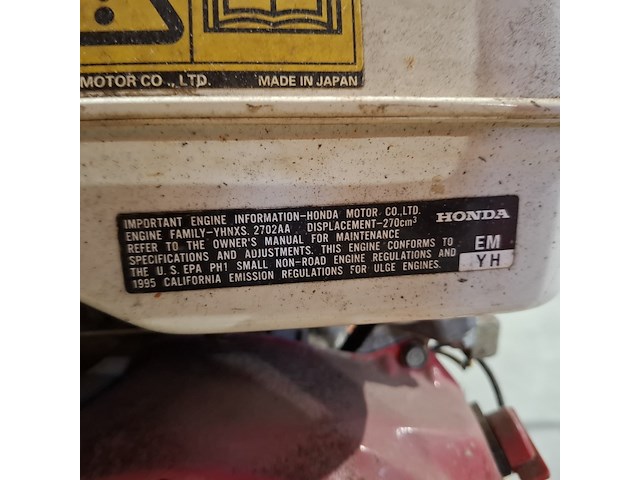 MOTOR CO., LTD. MADE IN JAPAN
IMPORTANT ENGINE INFORMATION-HONDA MOTOR CO.,LTD.
ENGINE FAMILY-YHNXS. 2702AA DISPLACEMENT-270cm³
REFER TO THE OWNER'S MANUAL FOR MAINTENANCE
SPECIFICATIONS AND ADJUSTMENTS. THIS ENGINE CONFORMS TO
THE U.S. EPA PH1 SMALL NON-ROAD ENGINE REGULATIONS AND
1995 CALIFORNIA EMISSION REGULATIONS FOR ULGE ENGINES.
HONDA
EM
YH